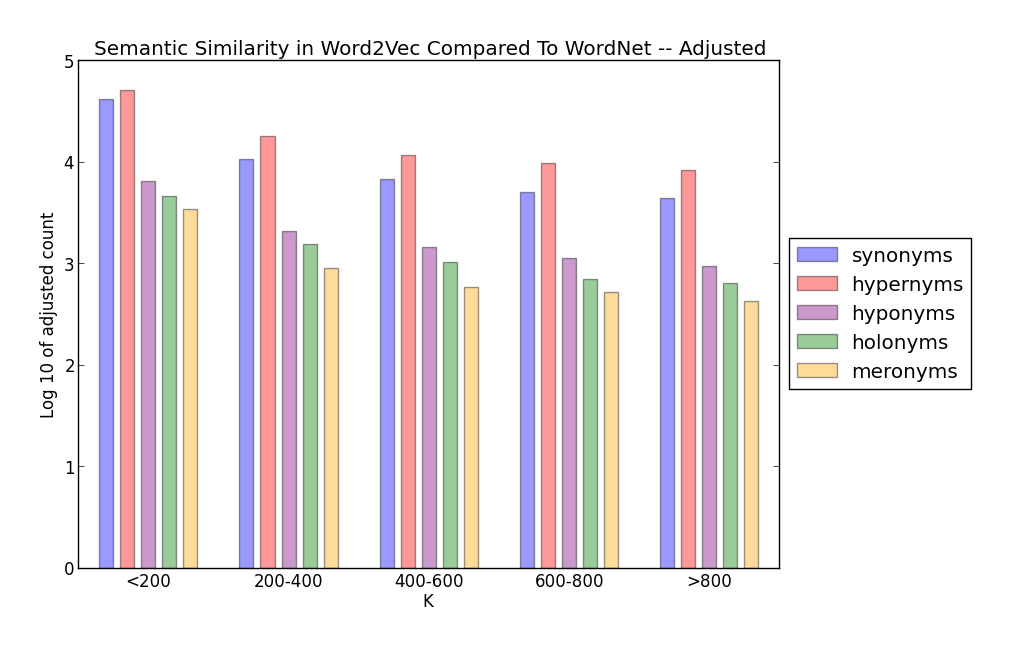 Semantic Similarity in Word2Vec Compared To WordNet -- Adjusted
5
4
3
2
1
0
Log 10 of adjusted count
<200
200-400
400-600
600-800
>800
K
synonyms
hypernyms
hyponyms
holonyms
meronyms